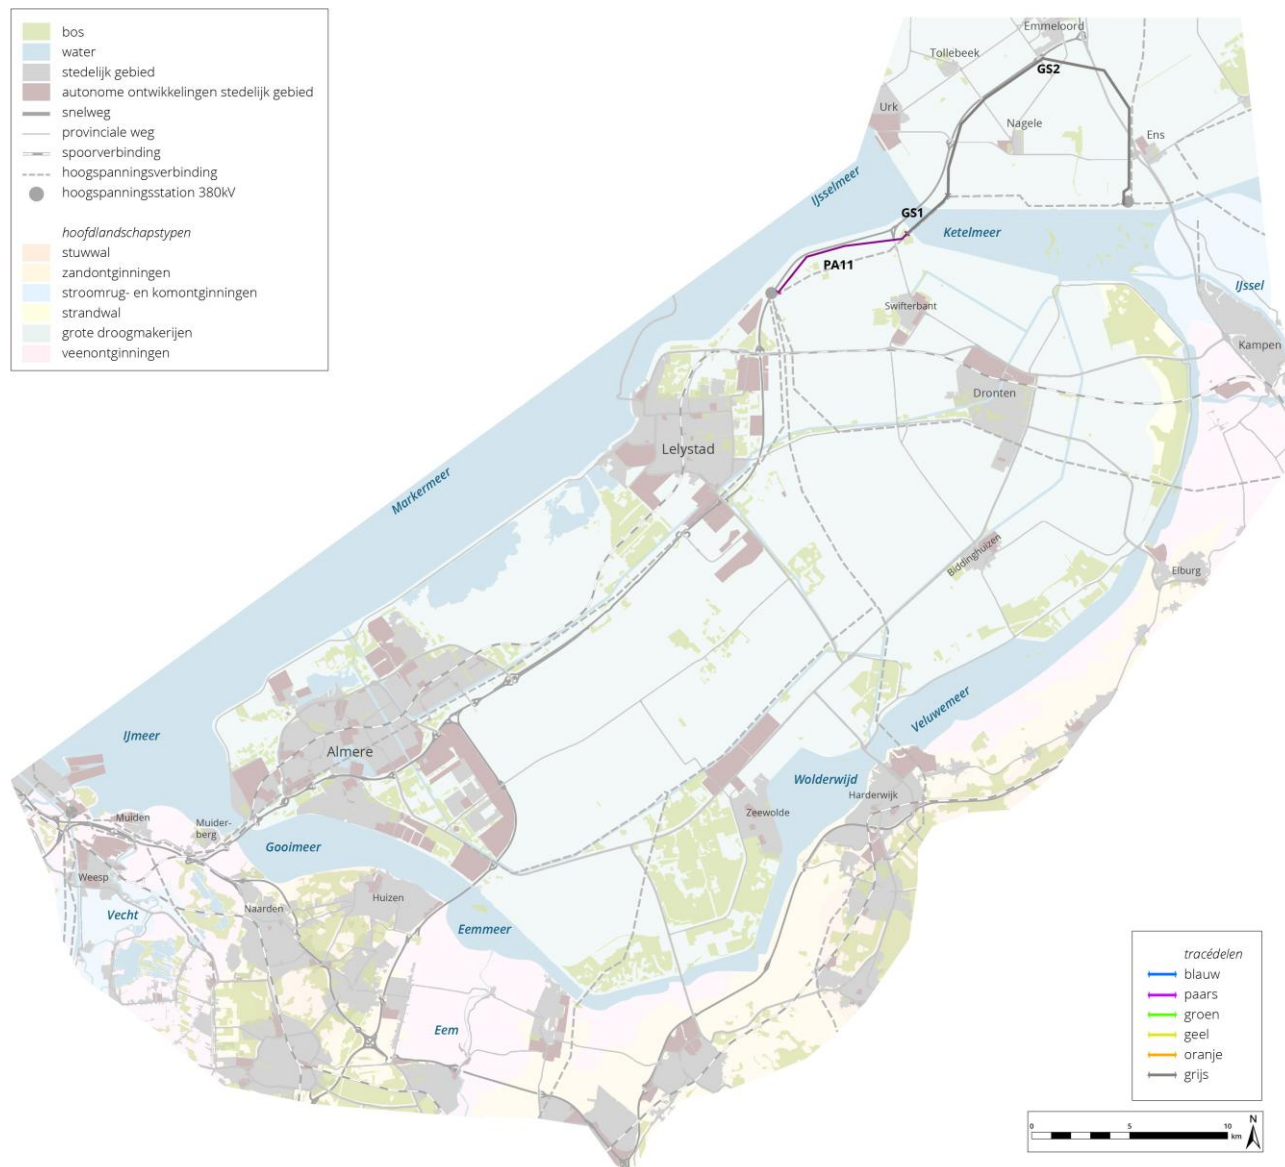 bos
water
stedelijk gebied
autonome ontwikkelingen stedelijk gebied
snelweg
provinciale weg
spoorverbinding
hoogspanningsverbinding
hoogspanningsstation 380kV
hoofdlandschapstypen
stuwwal
zandontginningen
stroomrug- en komontginningen
strandwal
grote droogmakerijen
veenontginningen
Emmeloord
Tollebeek
GS2
Urk
Nagele
Ens
IJsselmeer
GS1
Ketelmeer
PA11
IJssel
Swifterbant
Kampen
Dronten
Lelystad
Markermeer
Biddinghuizen
Elburg
Veluwemeer
IJmeer
Almere
Wolderwijd
Harderwijk
Zeewolde
Muiden
Muider-
berg
Gooimeer
Weesp
Huizen
Naarden
Vecht
Eemmeer
Eem
tracédelen
blauw
paars
groen
geel
oranje
grijs
0
5
10
km
N